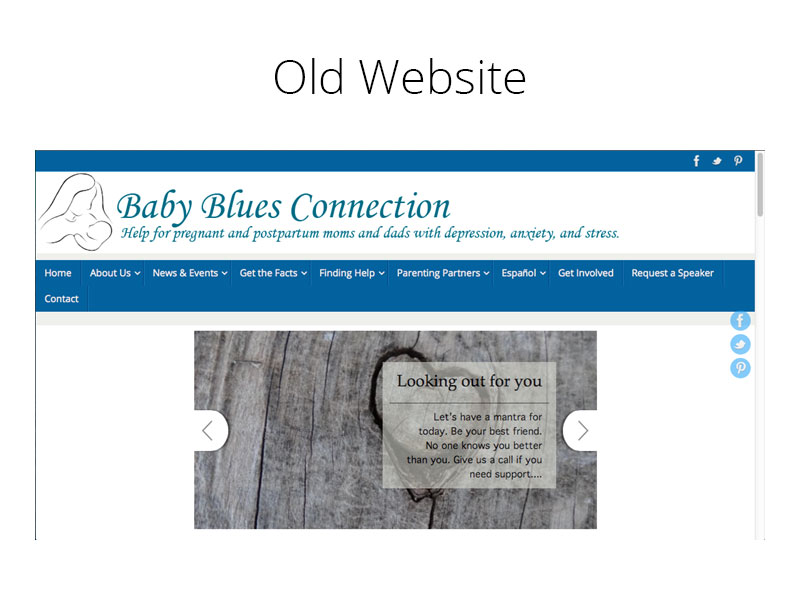 Old Website
Baby Blues Connection
Help for pregnant and postpartum moms and dads with depression, anxiety, and stress.
Home About Us News & Events Get the Facts Finding Help Parenting Partners Español Get Involved Request a Speaker
Contact
Looking out for you
Let's have a mantra for
today. Be your best friend.
No one knows you better
than you. Give us a call if you
need support....